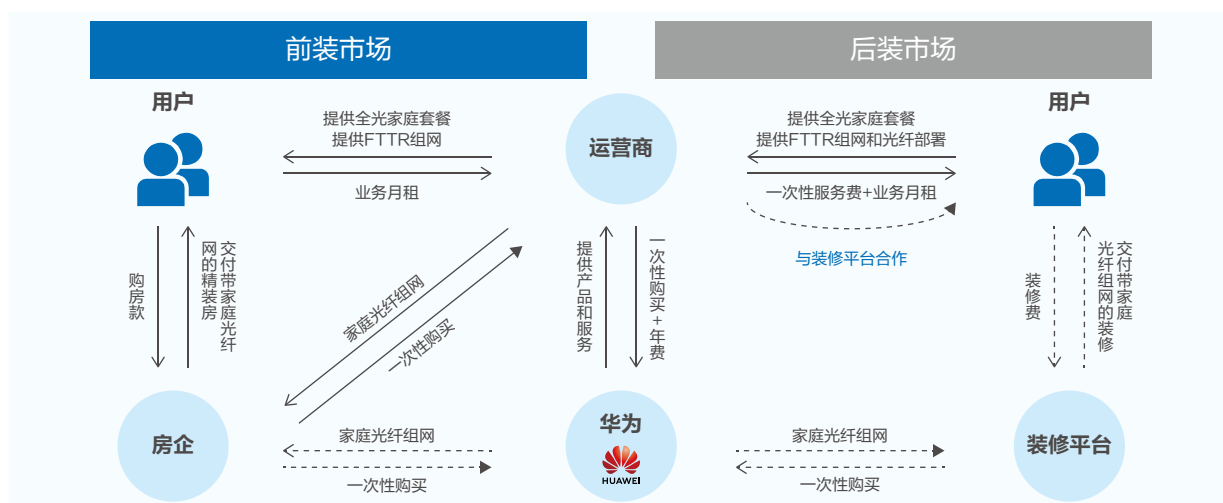 前装市场
后装市场
用户
提供全光家庭套餐
提供FTTR组网
业务月租
运营商
提供全光家庭套餐
提供FTTR组网和光纤部署
一次性服务费+业务月租
与装修平台合作
用户
购房款
交付带家庭光纤
网的精装房
家庭光纤组网
一次性购买
提供产品和服务
一次性购买+年费
装修费
交付带家庭
光纤组网的装修
房企
家庭光纤组网
一次性购买
华为
HUAWEI
家庭光纤组网
一次性购买
装修平台